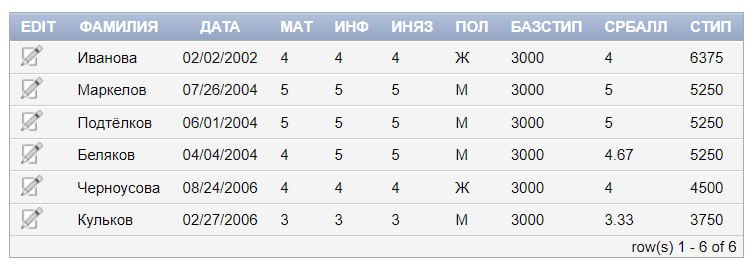 EDIT ФАМИЛИЯ ДАТА МАТ ИНФ ИНЯЗ ПОЛ БАЗСТИП СРБАЛЛ СТИП
Иванова 02/02/2002 4 4 4 Ж 3000 4 6375
Маркелов 07/26/2004 5 5 5 М 3000 5 5250
Подтёлков 06/01/2004 5 5 5 М 3000 5 5250
Беляков 04/04/2004 4 5 5 М 3000 4.67 5250
Черноусова 08/24/2006 4 4 4 Ж 3000 4 4500
Кульков 02/27/2006 3 3 3 М 3000 3.33 3750
row(s) 1 - 6 of 6